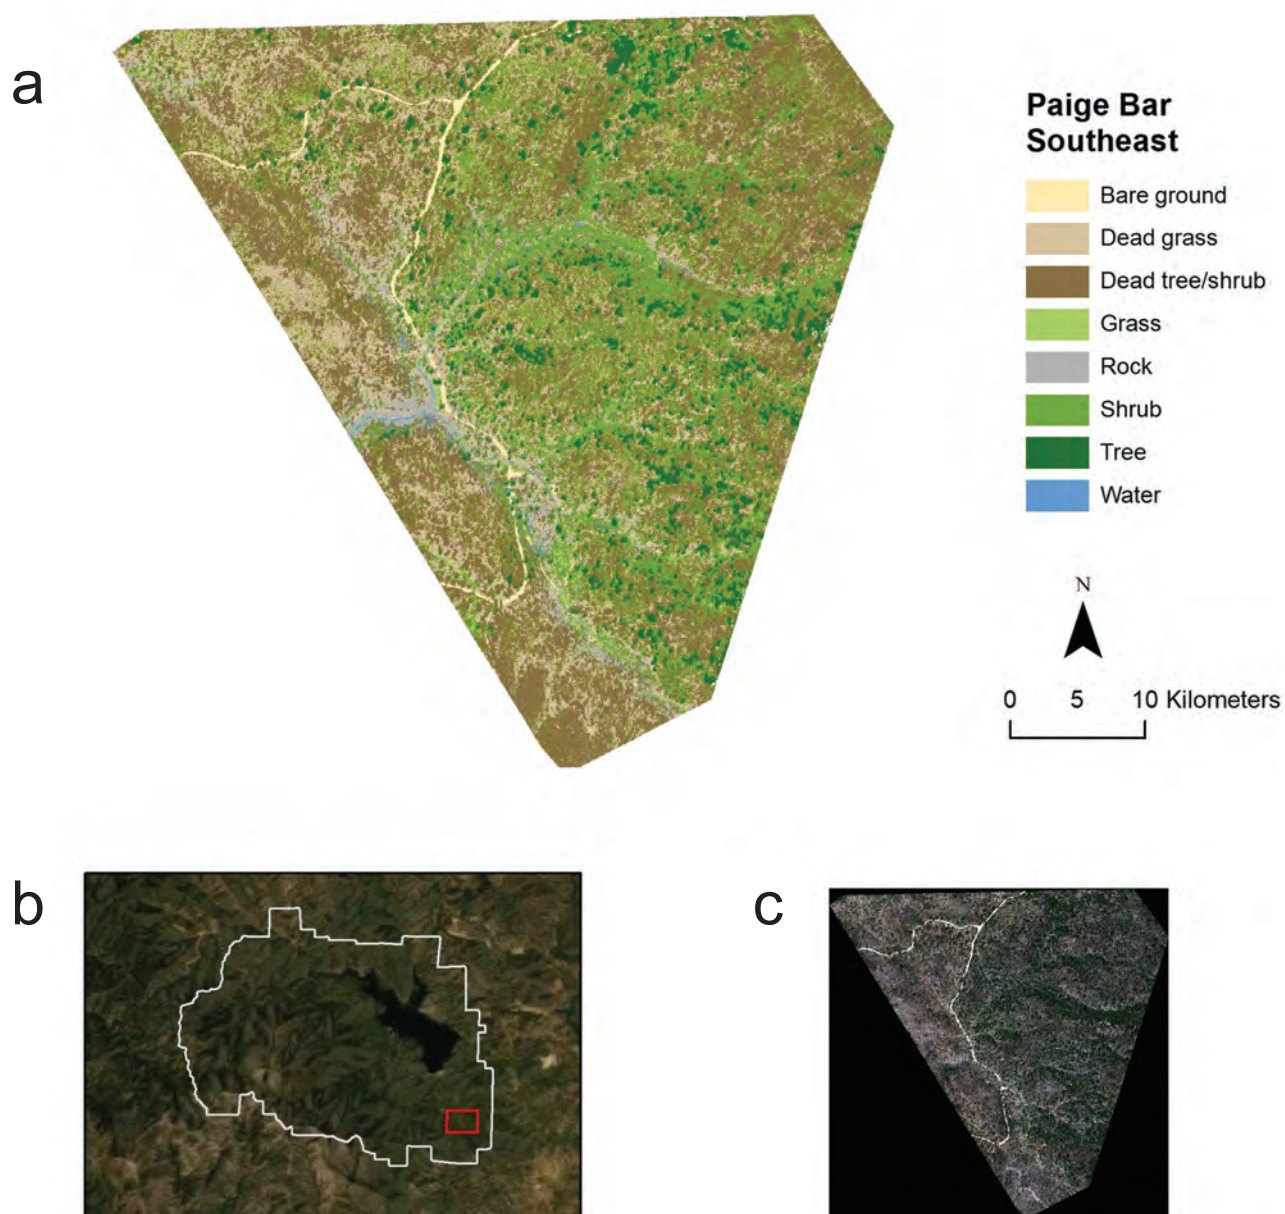 a
Paige Bar
Southeast
Bare ground
Dead grass
Dead tree/shrub
Grass
Rock
Shrub
Tree
Water
N
0 5 10 Kilometers
b
c